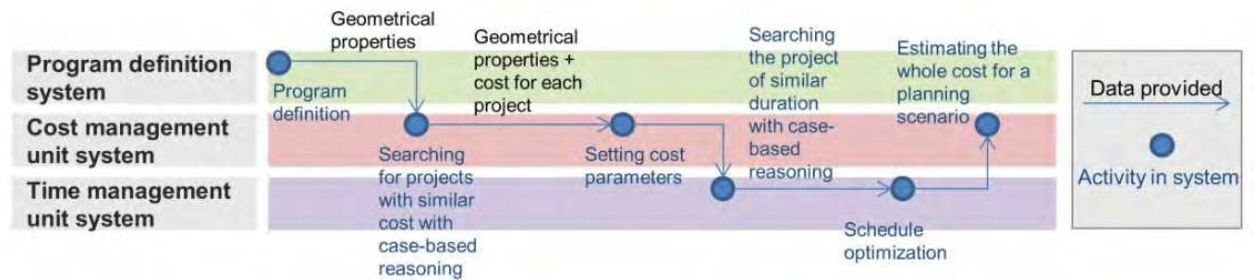 Geometrical
properties
Geometrical
properties +
cost for each
project
Searching
the project
of similar
duration
with case-
based
reasoning
Estimating the
whole cost for a
planning
scenario
Program definition
system
Program
definition
Cost management
unit system
Searching
for projects
with similar
cost with
case-based
reasoning
Setting cost
parameters
Time management
unit system
Schedule
optimization
Data provided
Activity in system